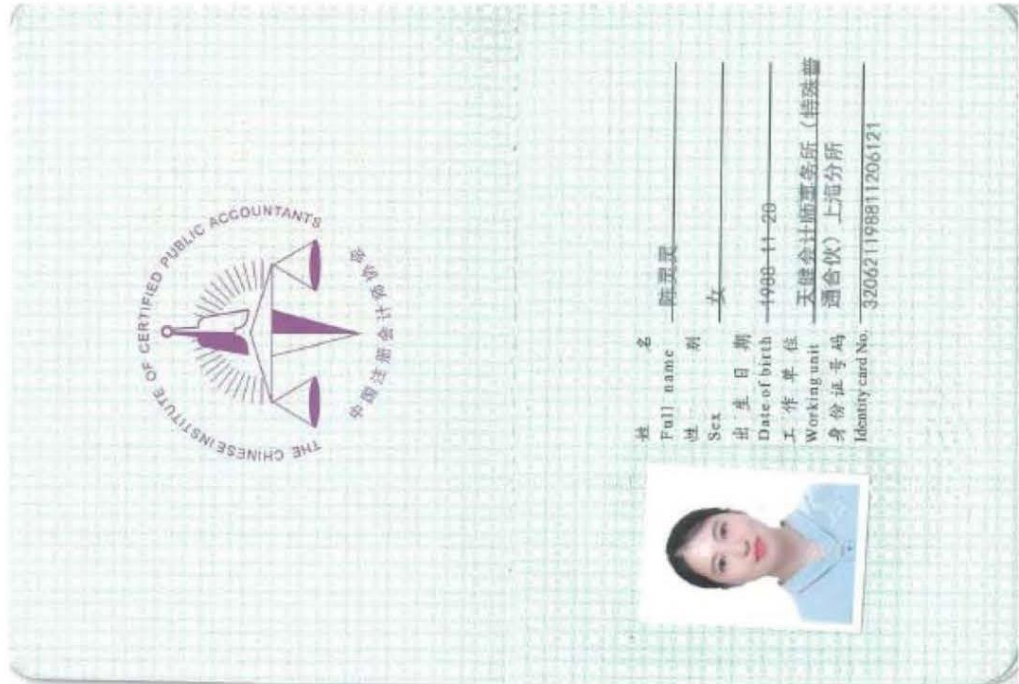 THE CHINESE INSTITUTE OF CERTIFIED PUBLIC ACCOUNTANTS
中国注册会计师协会
姓 名 陈灵灵
Full name
性 别 女
Sex
出 生 日 期 1988-11-20
Date of birth
工 作 单 位 天健会计师事务所（特殊普
Working unit 通合伙）上海分所
身 份 证 号 码
Identity card No. 320621198811206121